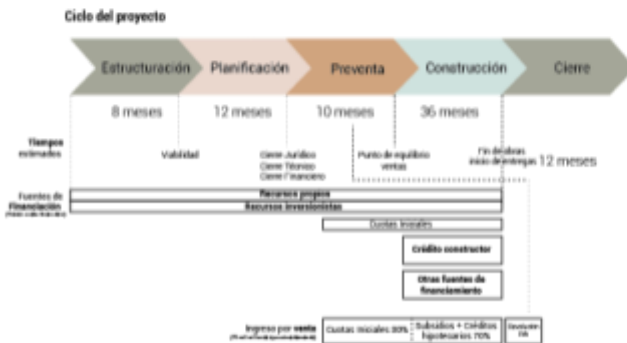 Ciclo del proyecto
Estructuración
Planificación
Preventa
Construcción
Cierre
8 meses
12 meses
10 meses
36 meses
Tiempos
estimados
Viabilidad
Cierre Jurídico
Cierre Técnico
Cierre Financiero
Punto de equilibrio
ventas
Fin de obras
inicio de entregas
12 meses
Fuentes de
Financiación
Recursos propios
Recursos inversionistas
Cuotas Iniciales
Crédito constructor
Otras fuentes de
financiamiento
Ingreso por venta
Cuotas Iniciales 30%
Subsidios + Créditos
hipotecarios 70%
Devolución
IVA